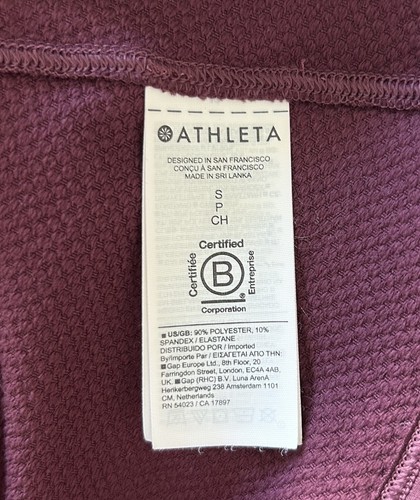 ATHLETA
DESIGNED IN SAN FRANCISCO
CONÇU À SAN FRANCISCO
MADE IN SRI LANKA
S
P
CH
Certified
Certifiée
B
Entreprise
®
Corporation
■ US/GB: 90% POLYESTER, 10%
SPANDEX / ELASTANE
DISTRIBUIDO POR / Imported
By/Importe Par / ΕΙΣΑΓΕΤΑΙ ΑΠΟ ΤΗΝ:
■ Gap Europe Ltd., 8th Floor, 20
Farringdon Street, London, EC4A 4AB,
UK. ■ Gap (RHC) B.V. Luna ArenA
Herikerbergweg 238 Amsterdam 1101
CM, Netherlands
RN 54023 / CA 17897